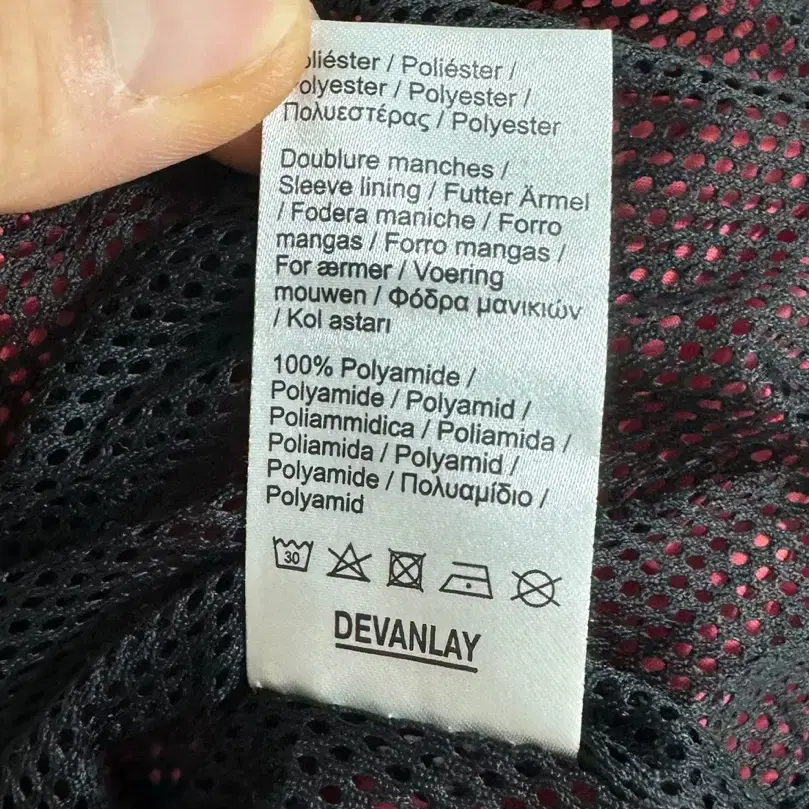 oliéster / Poliéster /
olyester / Polyester /
Πολυεστέρας / Polyester
Doublure manches /
Sleeve lining / Futter Ärmel
/ Fodera maniche / Forro
mangas / Forro mangas /
For ærmer / Voering
mouwen / Φόδρα μανικιών
/ Kol astarı
100% Polyamide /
Polyamide / Polyamid /
Poliammidica / Poliamida /
Poliamida / Polyamid /
Polyamide / Πολυαμίδιο /
Polyamid
30
DEVANLAY